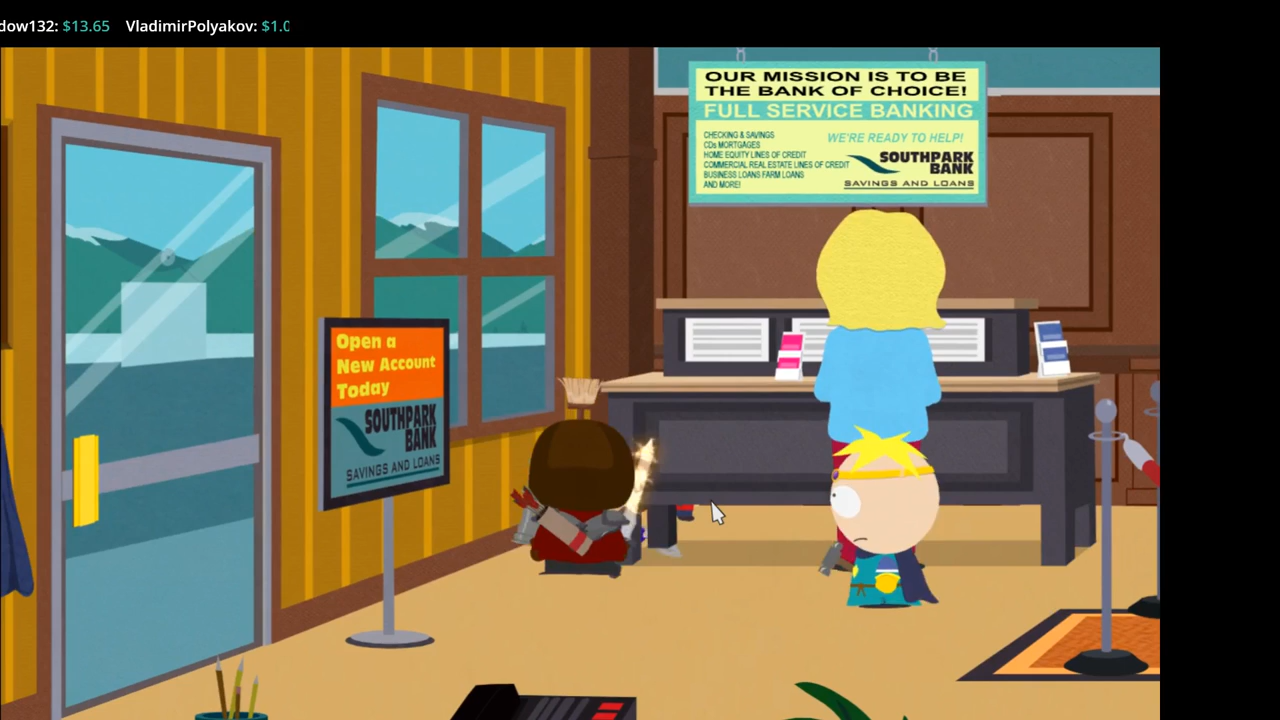 dow132: $13.65 VladimirPolyakov: $1.0
OUR MISSION IS TO BE
THE BANK OF CHOICE!
FULL SERVICE BANKING
CHECKING & SAVINGS
CDs MORTGAGES
HOME EQUITY LINES OF CREDIT
COMMERCIAL REAL ESTATE LINES OF CREDIT
BUSINESS LOANS FARM LOANS
AND MORE!
WE'RE READY TO HELP!
SOUTHPARK
BANK
SAVINGS AND LOANS
Open a
New Account
Today
SOUTHPARK
BANK
SAVINGS AND LOANS